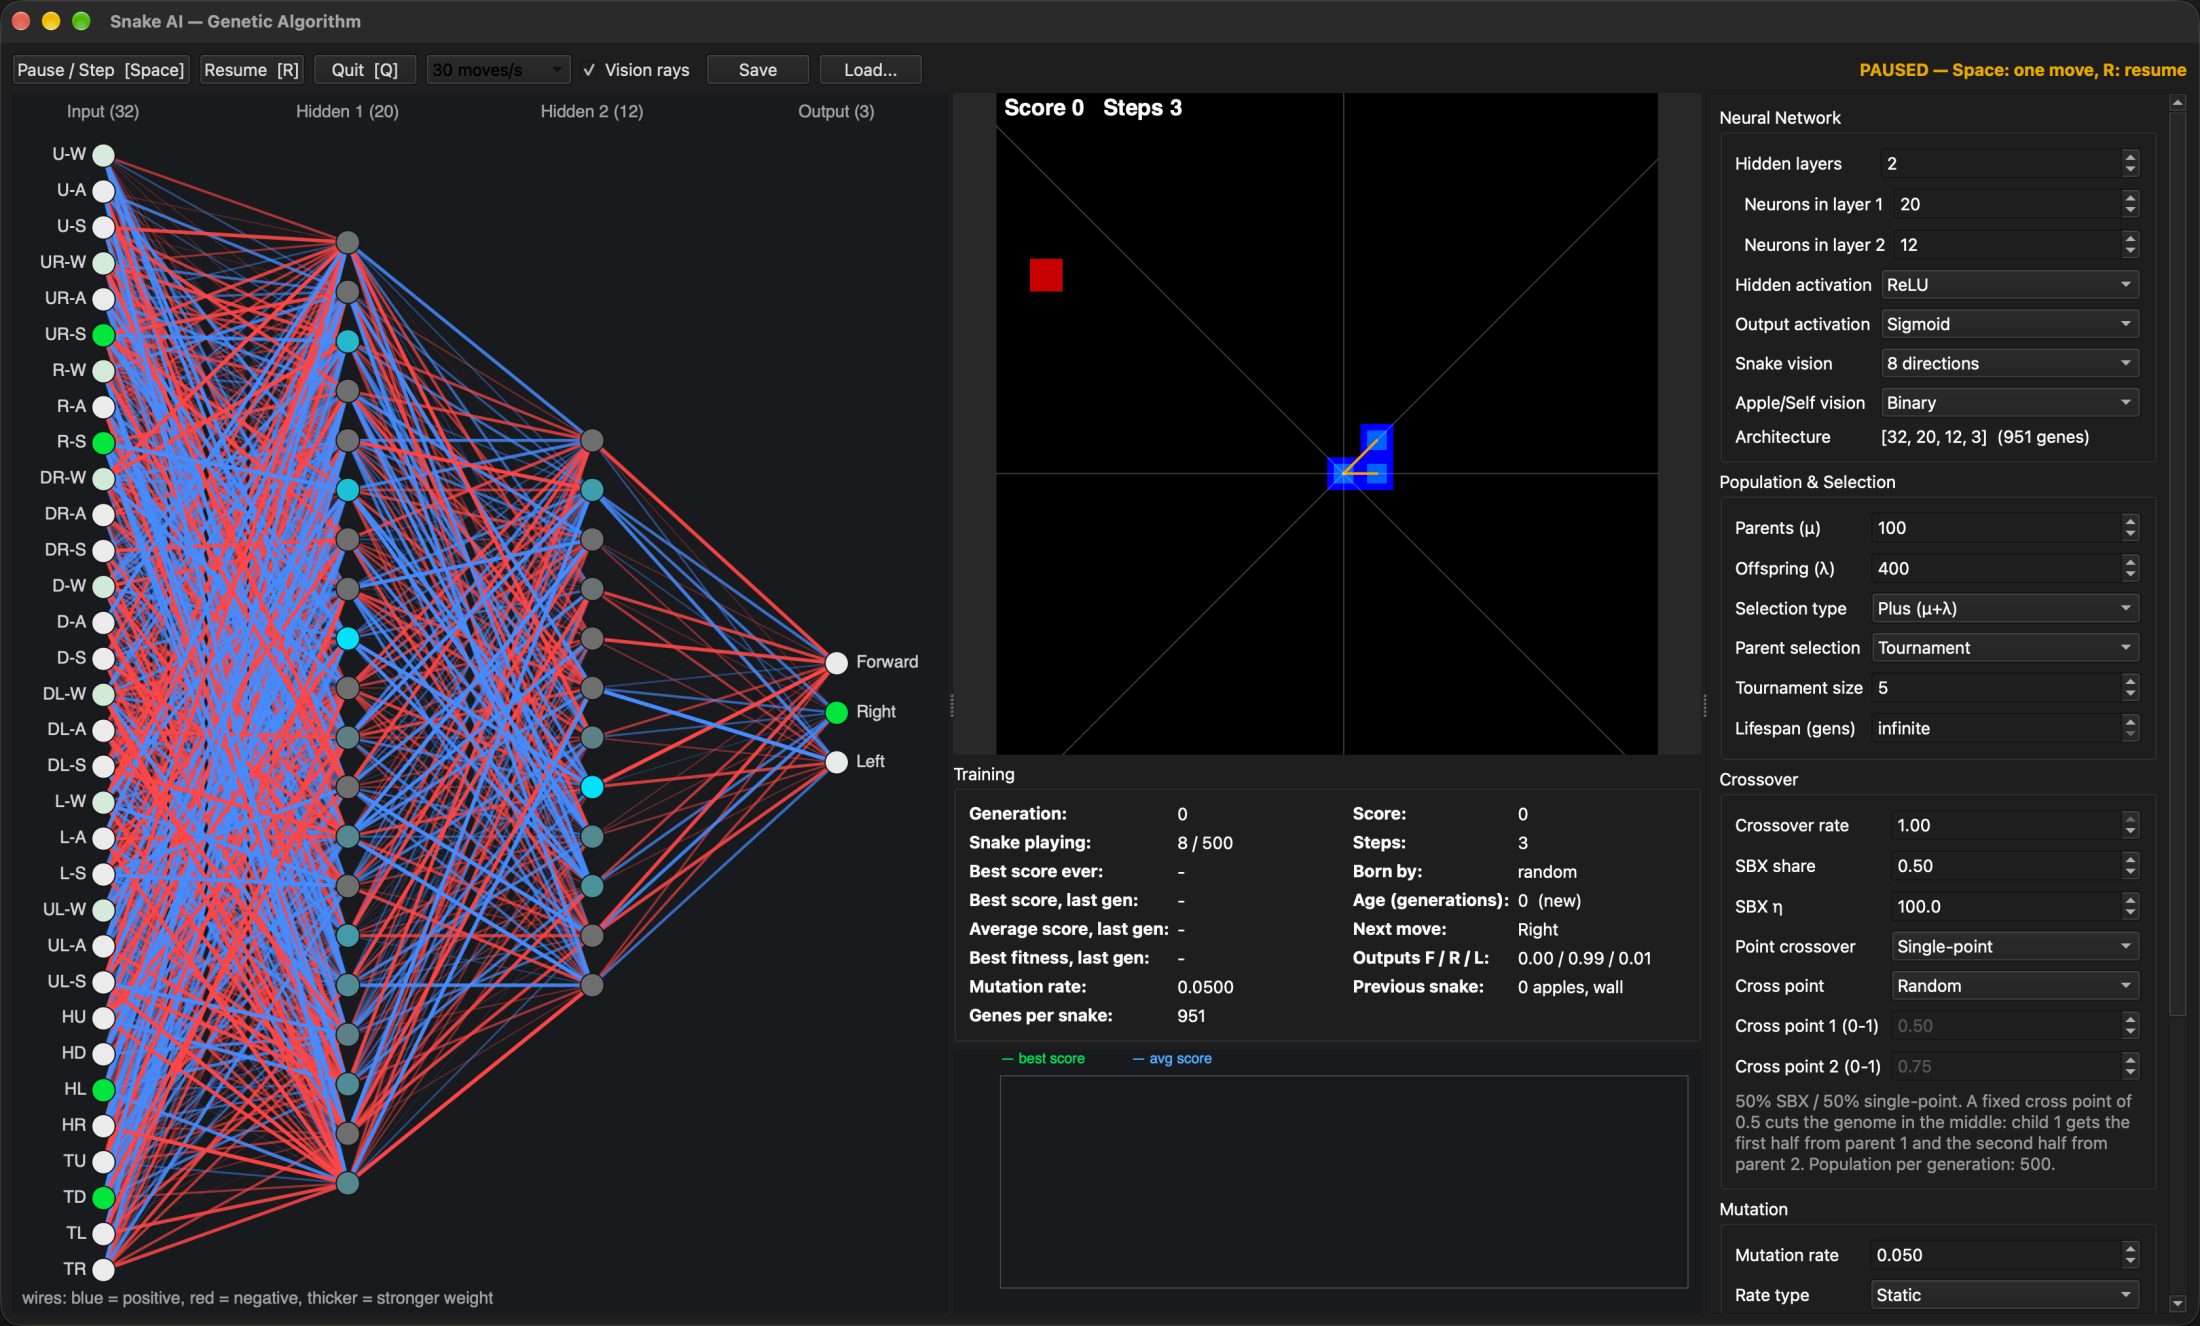 Snake AI — Genetic Algorithm
Pause / Step [Space]
Resume [R]
Quit [Q]
30 moves/s
✓ Vision rays
Save
Load...
PAUSED — Space: one move, R: resume
Input (32)
Hidden 1 (20)
Hidden 2 (12)
Output (3)
U-W
U-A
U-S
UR-W
UR-A
UR-S
R-W
R-A
R-S
DR-W
DR-A
DR-S
D-W
D-A
D-S
DL-W
DL-A
DL-S
L-W
L-A
L-S
UL-W
UL-A
UL-S
HU
HD
HL
HR
TU
TD
TL
TR
Forward
Right
Left
wires: blue = positive, red = negative, thicker = stronger weight
Score 0 Steps 3
Training
Generation: 0
Snake playing: 8 / 500
Best score ever: -
Best score, last gen: -
Average score, last gen: -
Best fitness, last gen: -
Mutation rate: 0.0500
Genes per snake: 951
Score: 0
Steps: 3
Born by: random
Age (generations): 0 (new)
Next move: Right
Outputs F / R / L: 0.00 / 0.99 / 0.01
Previous snake: 0 apples, wall
— best score
— avg score
Neural Network
Hidden layers 2
Neurons in layer 1 20
Neurons in layer 2 12
Hidden activation ReLU
Output activation Sigmoid
Snake vision 8 directions
Apple/Self vision Binary
Architecture [32, 20, 12, 3] (951 genes)
Population & Selection
Parents (μ) 100
Offspring (λ) 400
Selection type Plus (μ+λ)
Parent selection Tournament
Tournament size 5
Lifespan (gens) infinite
Crossover
Crossover rate 1.00
SBX share 0.50
SBX η 100.0
Point crossover Single-point
Cross point Random
Cross point 1 (0-1) 0.50
Cross point 2 (0-1) 0.75
50% SBX / 50% single-point. A fixed cross point of
0.5 cuts the genome in the middle: child 1 gets the
first half from parent 1 and the second half from
parent 2. Population per generation: 500.
Mutation
Mutation rate 0.050
Rate type Static